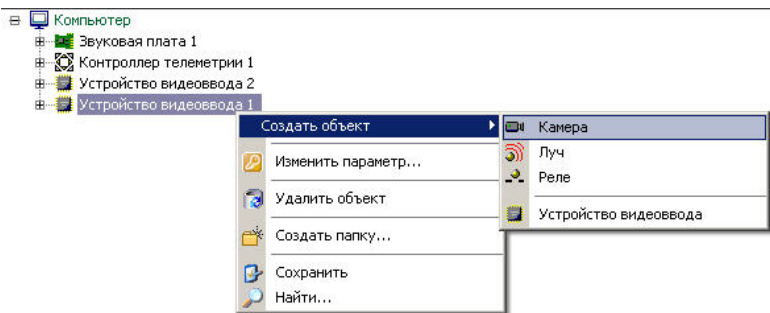 Компьютер
Звуковая плата 1
Контроллер телеметрии 1
Устройство видеоввода 2
Устройство видеоввода 1
Создать объект
Изменить параметр...
Удалить объект
Создать папку...
Сохранить
Найти...
Камера
Луч
Реле
Устройство видеоввода